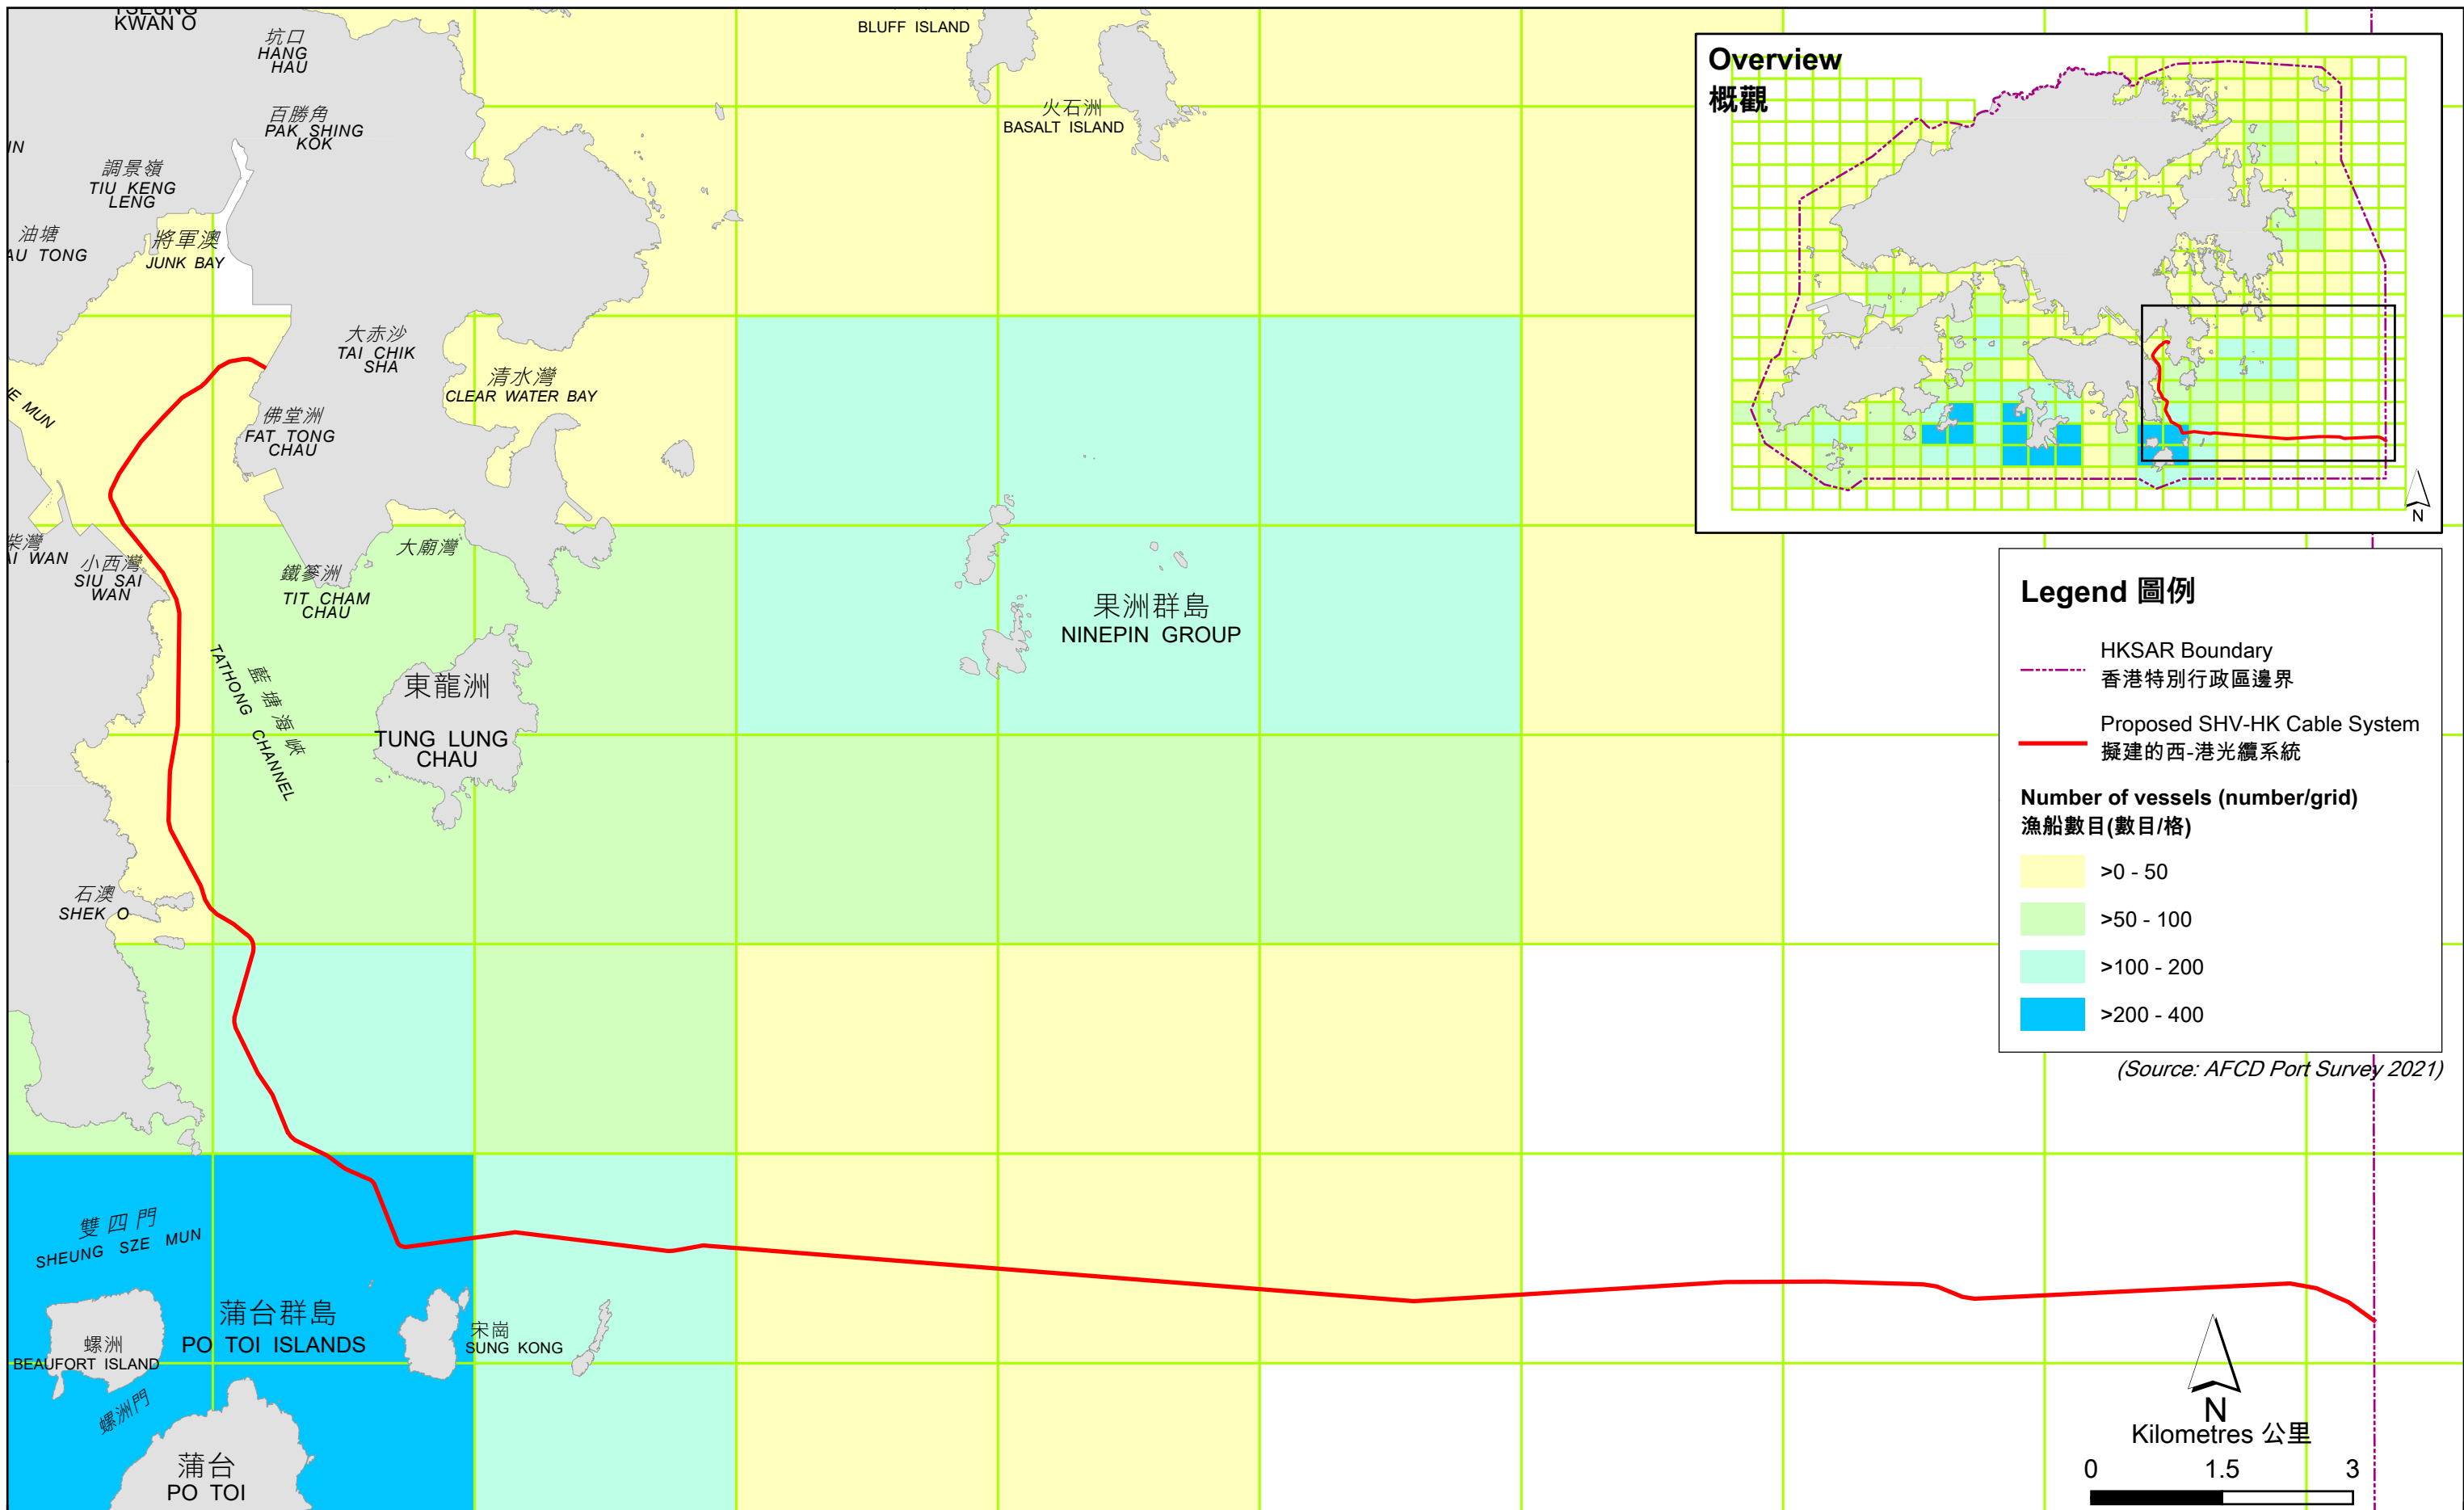 KWAN O
坑口
HANG
HAU
百勝角
PAK SHING
KOK
調景嶺
TIU KENG
LENG
油塘
AU TONG
將軍澳
JUNK BAY
BLUFF ISLAND
火石洲
BASALT ISLAND
大赤沙
TAI CHIK
SHA
清水灣
CLEAR WATER BAY
佛堂洲
FAT TONG
CHAU
E MUN
柴灣
AI WAN
小西灣
SIU SAI
WAN
大廟灣
鐵篸洲
TIT CHAM
CHAU
藍塘海峽
TATHONG CHANNEL
東龍洲
TUNG LUNG
CHAU
果洲群島
NINEPIN GROUP
石澳
SHEK O
雙四門
SHEUNG SZE MUN
蒲台群島
PO TOI ISLANDS
螺洲
BEAUFORT ISLAND
宋崗
SUNG KONG
螺洲門
蒲台
PO TOI
Overview
概觀
N
Legend 圖例
HKSAR Boundary
香港特別行政區邊界
Proposed SHV-HK Cable System
擬建的西-港光纜系統
Number of vessels (number/grid)
漁船數目(數目/格)
>0 - 50
>50 - 100
>100 - 200
>200 - 400
(Source: AFCD Port Survey 2021)
N
Kilometres 公里
0 1.5 3